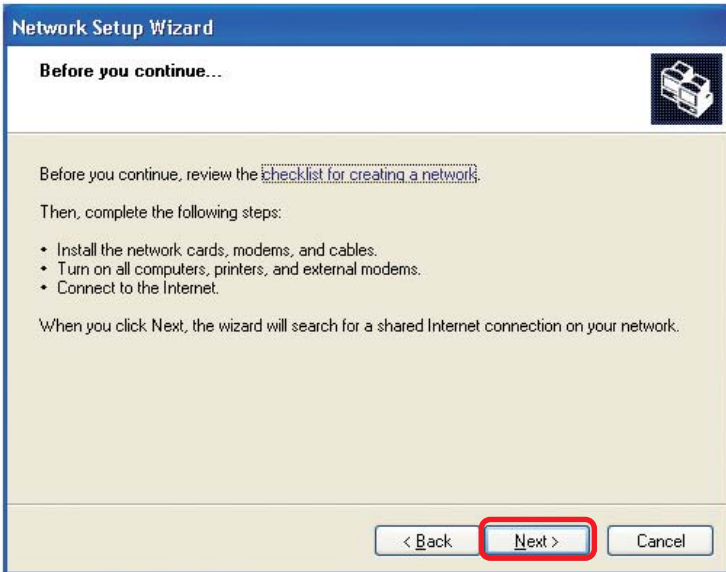 Network Setup Wizard
Before you continue...
Before you continue, review the checklist for creating a network.
Then, complete the following steps:
• Install the network cards, modems, and cables.
• Turn on all computers, printers, and external modems.
• Connect to the Internet.
When you click Next, the wizard will search for a shared Internet connection on your network.
< Back Next > Cancel